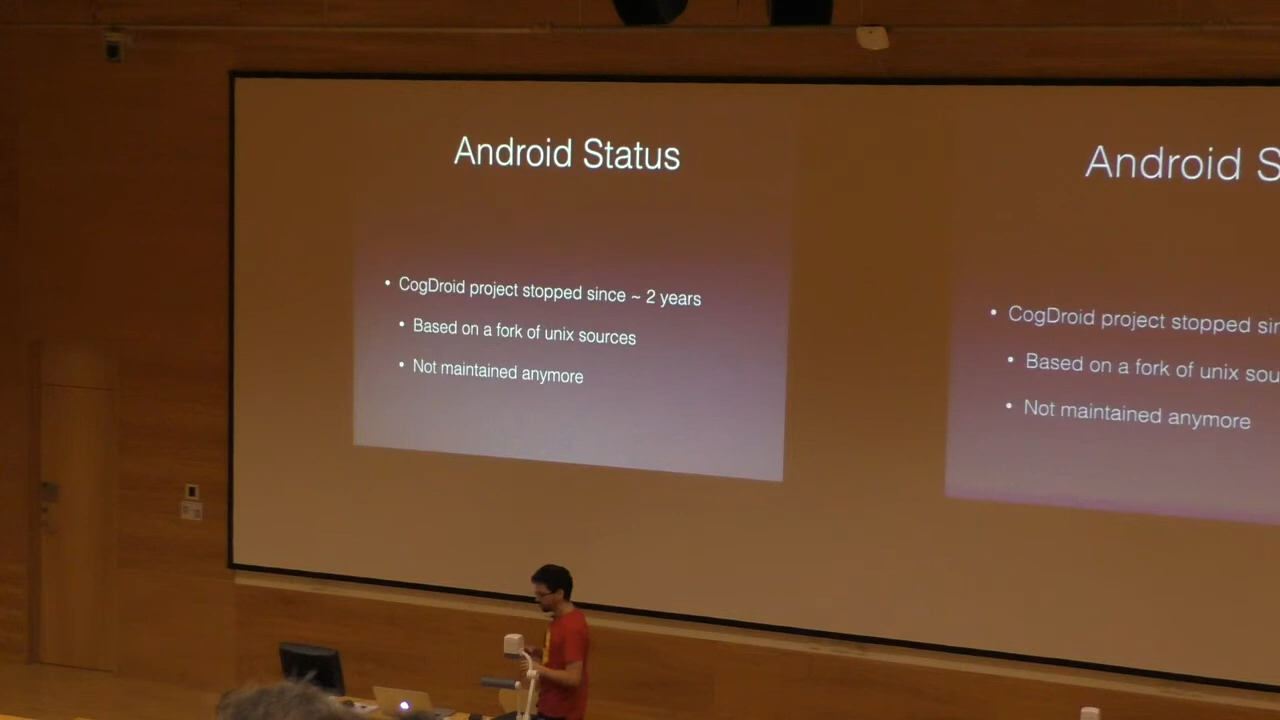 Android Status
• CogDroid project stopped since ~ 2 years
• Based on a fork of unix sources
• Not maintained anymore
Android S
• CogDroid project stopped sin
• Based on a fork of unix sou
• Not maintained anymore